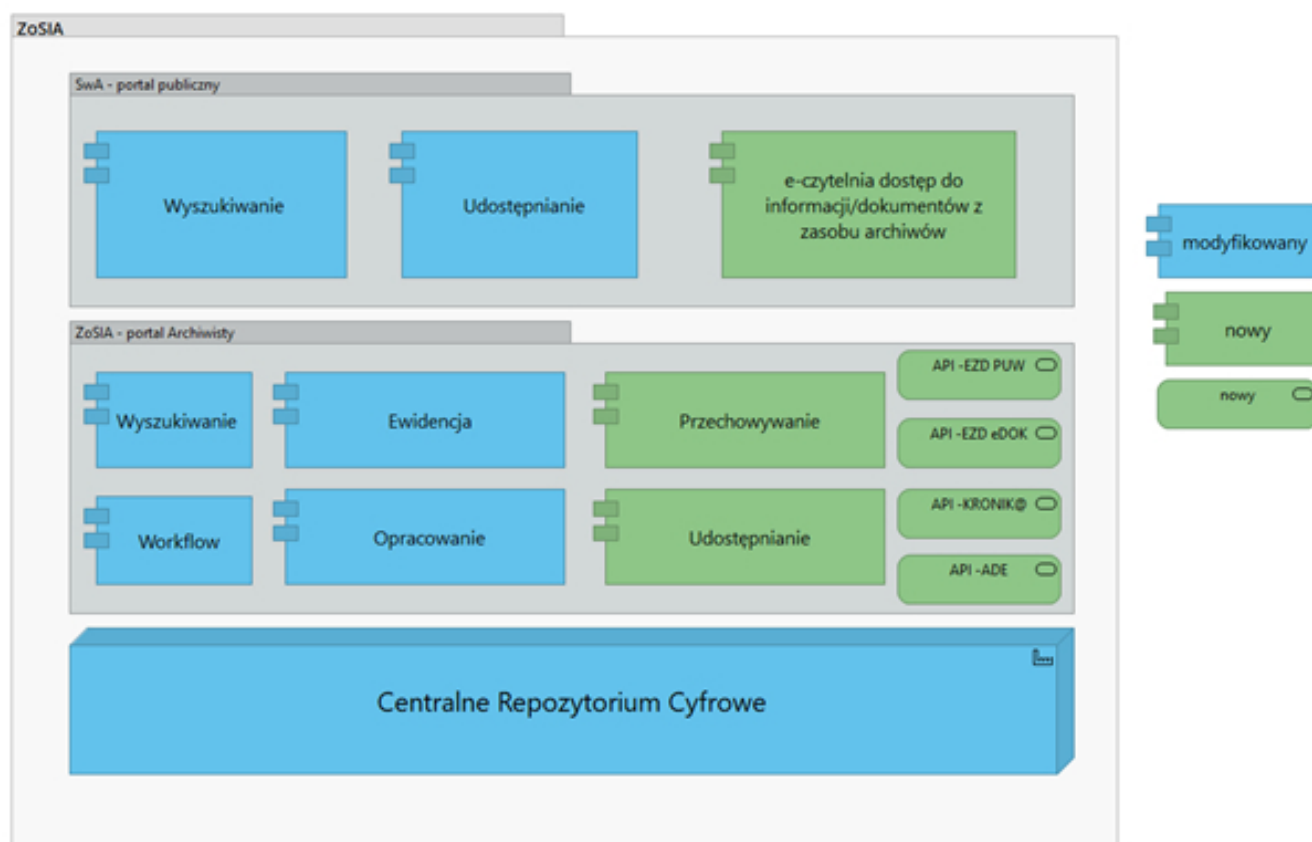 ZoSIA
SwA - portal publiczny
Wyszukiwanie
Udostępnianie
e-czytelnia dostęp do
informacji/dokumentów z
zasobu archiwów
ZoSIA - portal Archiwisty
Wyszukiwanie
Ewidencja
Przechowywanie
API -EZD PUW
API -EZD eDOK
Workflow
Opracowanie
Udostępnianie
API -KRONIK@
API -ADE
Centralne Repozytorium Cyfrowe
modyfikowany
nowy
nowy